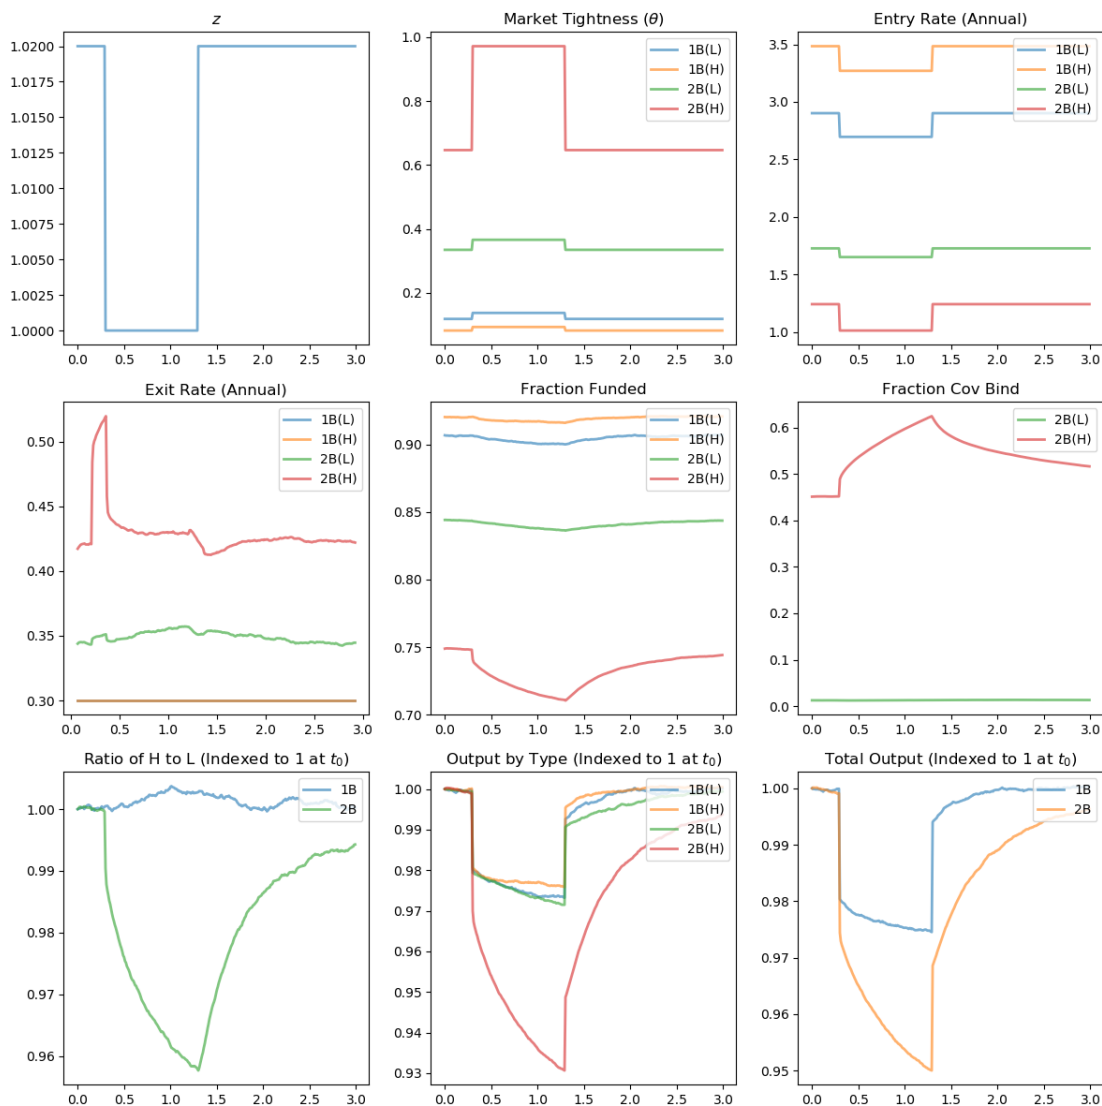 z
1.0200
1.0175
1.0150
1.0125
1.0100
1.0075
1.0050
1.0025
1.0000
0.0 0.5 1.0 1.5 2.0 2.5 3.0
Market Tightness (θ)
1.0
0.8
0.6
0.4
0.2
1B(L)
1B(H)
2B(L)
2B(H)
0.0 0.5 1.0 1.5 2.0 2.5 3.0
Entry Rate (Annual)
3.5
3.0
2.5
2.0
1.5
1.0
1B(L)
1B(H)
2B(L)
2B(H)
0.0 0.5 1.0 1.5 2.0 2.5 3.0
Exit Rate (Annual)
0.50
0.45
0.40
0.35
0.30
1B(L)
1B(H)
2B(L)
2B(H)
0.0 0.5 1.0 1.5 2.0 2.5 3.0
Fraction Funded
0.90
0.85
0.80
0.75
0.70
1B(L)
1B(H)
2B(L)
2B(H)
0.0 0.5 1.0 1.5 2.0 2.5 3.0
Fraction Cov Bind
0.6
0.5
0.4
0.3
0.2
0.1
0.0
2B(L)
2B(H)
0.0 0.5 1.0 1.5 2.0 2.5 3.0
Ratio of H to L (Indexed to 1 at t₀)
1.00
0.99
0.98
0.97
0.96
1B
2B
0.0 0.5 1.0 1.5 2.0 2.5 3.0
Output by Type (Indexed to 1 at t₀)
1.00
0.99
0.98
0.97
0.96
0.95
0.94
0.93
1B(L)
1B(H)
2B(L)
2B(H)
0.0 0.5 1.0 1.5 2.0 2.5 3.0
Total Output (Indexed to 1 at t₀)
1.00
0.99
0.98
0.97
0.96
0.95
1B
2B
0.0 0.5 1.0 1.5 2.0 2.5 3.0